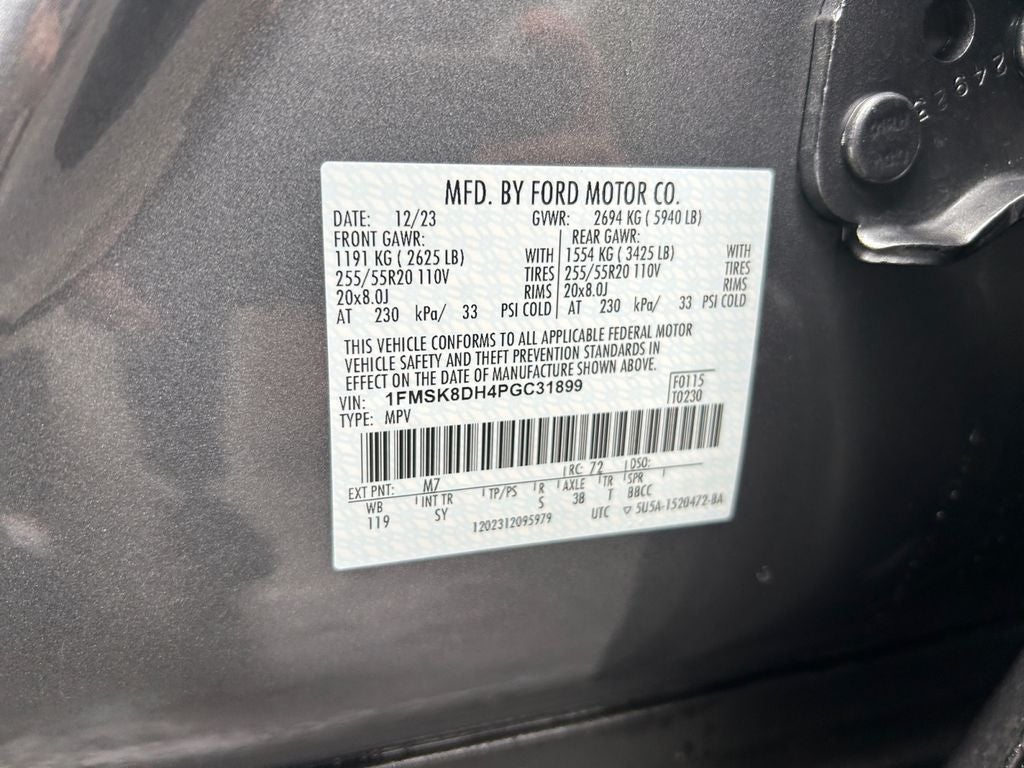 MFD. BY FORD MOTOR CO.
DATE: 12/23 GVWR: 2694 KG ( 5940 LB)
FRONT GAWR: REAR GAWR:
1191 KG ( 2625 LB) WITH 1554 KG ( 3425 LB) WITH
255/55R20 110V TIRES 255/55R20 110V TIRES
20x8.0J RIMS 20x8.0J RIMS
AT 230 kPa/ 33 PSI COLD AT 230 kPa/ 33 PSI COLD
THIS VEHICLE CONFORMS TO ALL APPLICABLE FEDERAL MOTOR
VEHICLE SAFETY AND THEFT PREVENTION STANDARDS IN
EFFECT ON THE DATE OF MANUFACTURE SHOWN ABOVE.
VIN: 1FMSK8DH4PGC31899 F0115
TYPE: MPV T0230
EXT PNT: M7 RC: 72 DSO:
WB INT TR TP/PS R AXLE TR SPR
119 SY S 38 T BBCC
1202312095979 UTC ▽ 5U5A-1520472-BA
24923